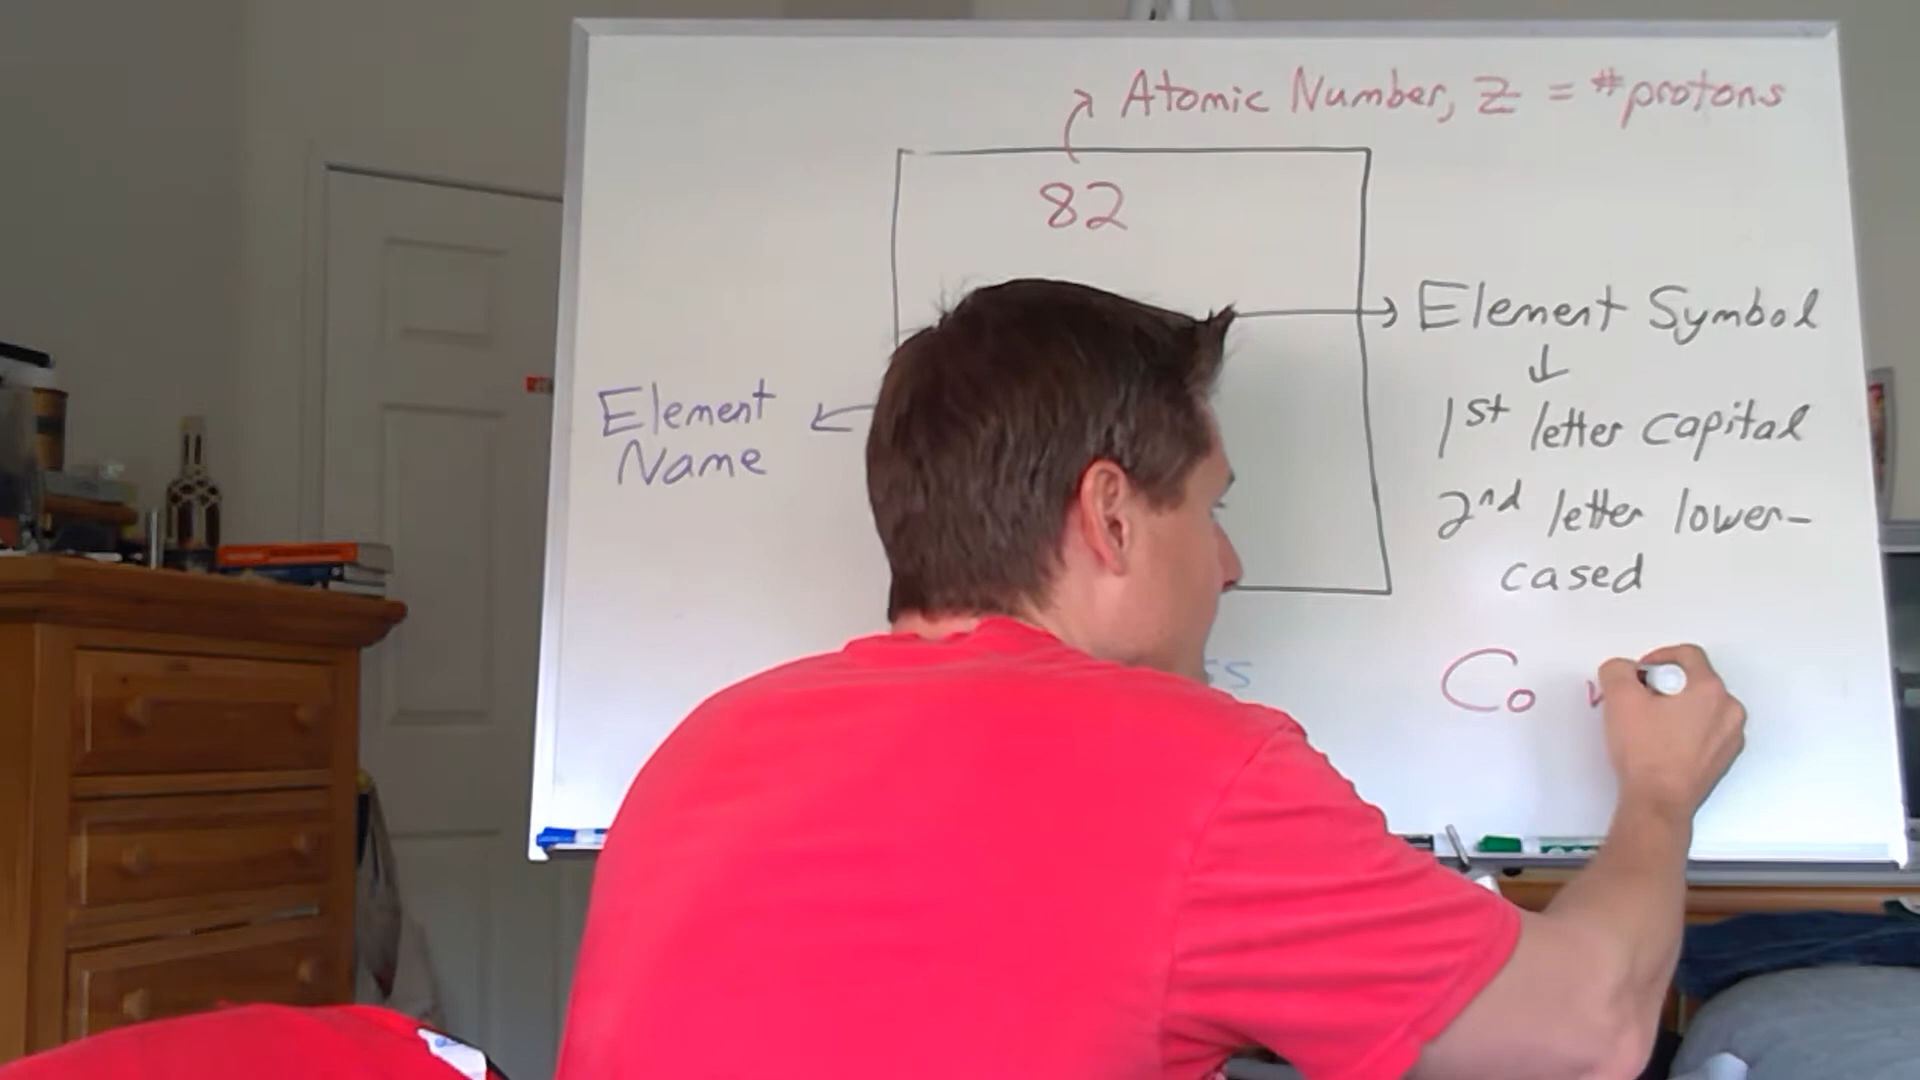 Atomic Number, Z = #protons
82
Element Symbol
1st letter capital
2nd letter lower-
cased
Element
Name
Co